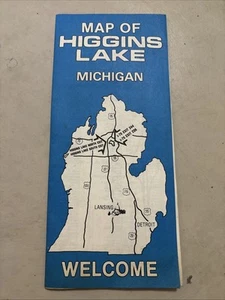 MAP OF
HIGGINS
LAKE
MICHIGAN
LANSING
DETROIT
WELCOME